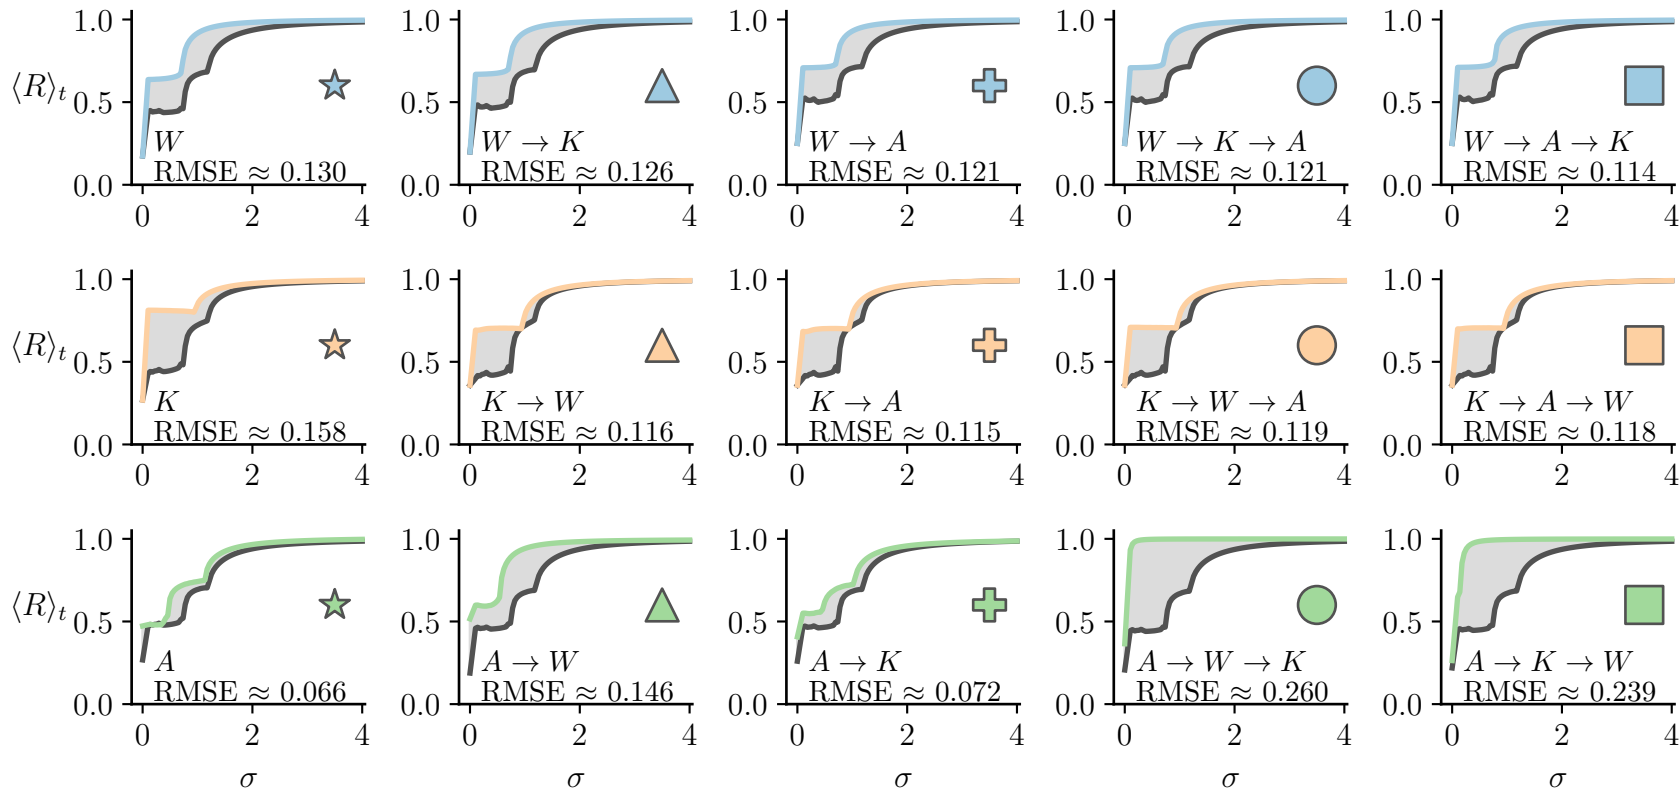 1.0 1.0 1.0 1.0 1.0
⟨R⟩t 0.5 0.5 0.5 0.5 0.5
W W → K W → A W → K → A W → A → K
RMSE ≈ 0.130 RMSE ≈ 0.126 RMSE ≈ 0.121 RMSE ≈ 0.121 RMSE ≈ 0.114
0.0 0.0 0.0 0.0 0.0
0 2 4 0 2 4 0 2 4 0 2 4 0 2 4
1.0 1.0 1.0 1.0 1.0
⟨R⟩t 0.5 0.5 0.5 0.5 0.5
K K → W K → A K → W → A K → A → W
RMSE ≈ 0.158 RMSE ≈ 0.116 RMSE ≈ 0.115 RMSE ≈ 0.119 RMSE ≈ 0.118
0.0 0.0 0.0 0.0 0.0
0 2 4 0 2 4 0 2 4 0 2 4 0 2 4
1.0 1.0 1.0 1.0 1.0
⟨R⟩t 0.5 0.5 0.5 0.5 0.5
A A → W A → K A → W → K A → K → W
RMSE ≈ 0.066 RMSE ≈ 0.146 RMSE ≈ 0.072 RMSE ≈ 0.260 RMSE ≈ 0.239
0.0 0.0 0.0 0.0 0.0
0 2 4 0 2 4 0 2 4 0 2 4 0 2 4
σ σ σ σ σ